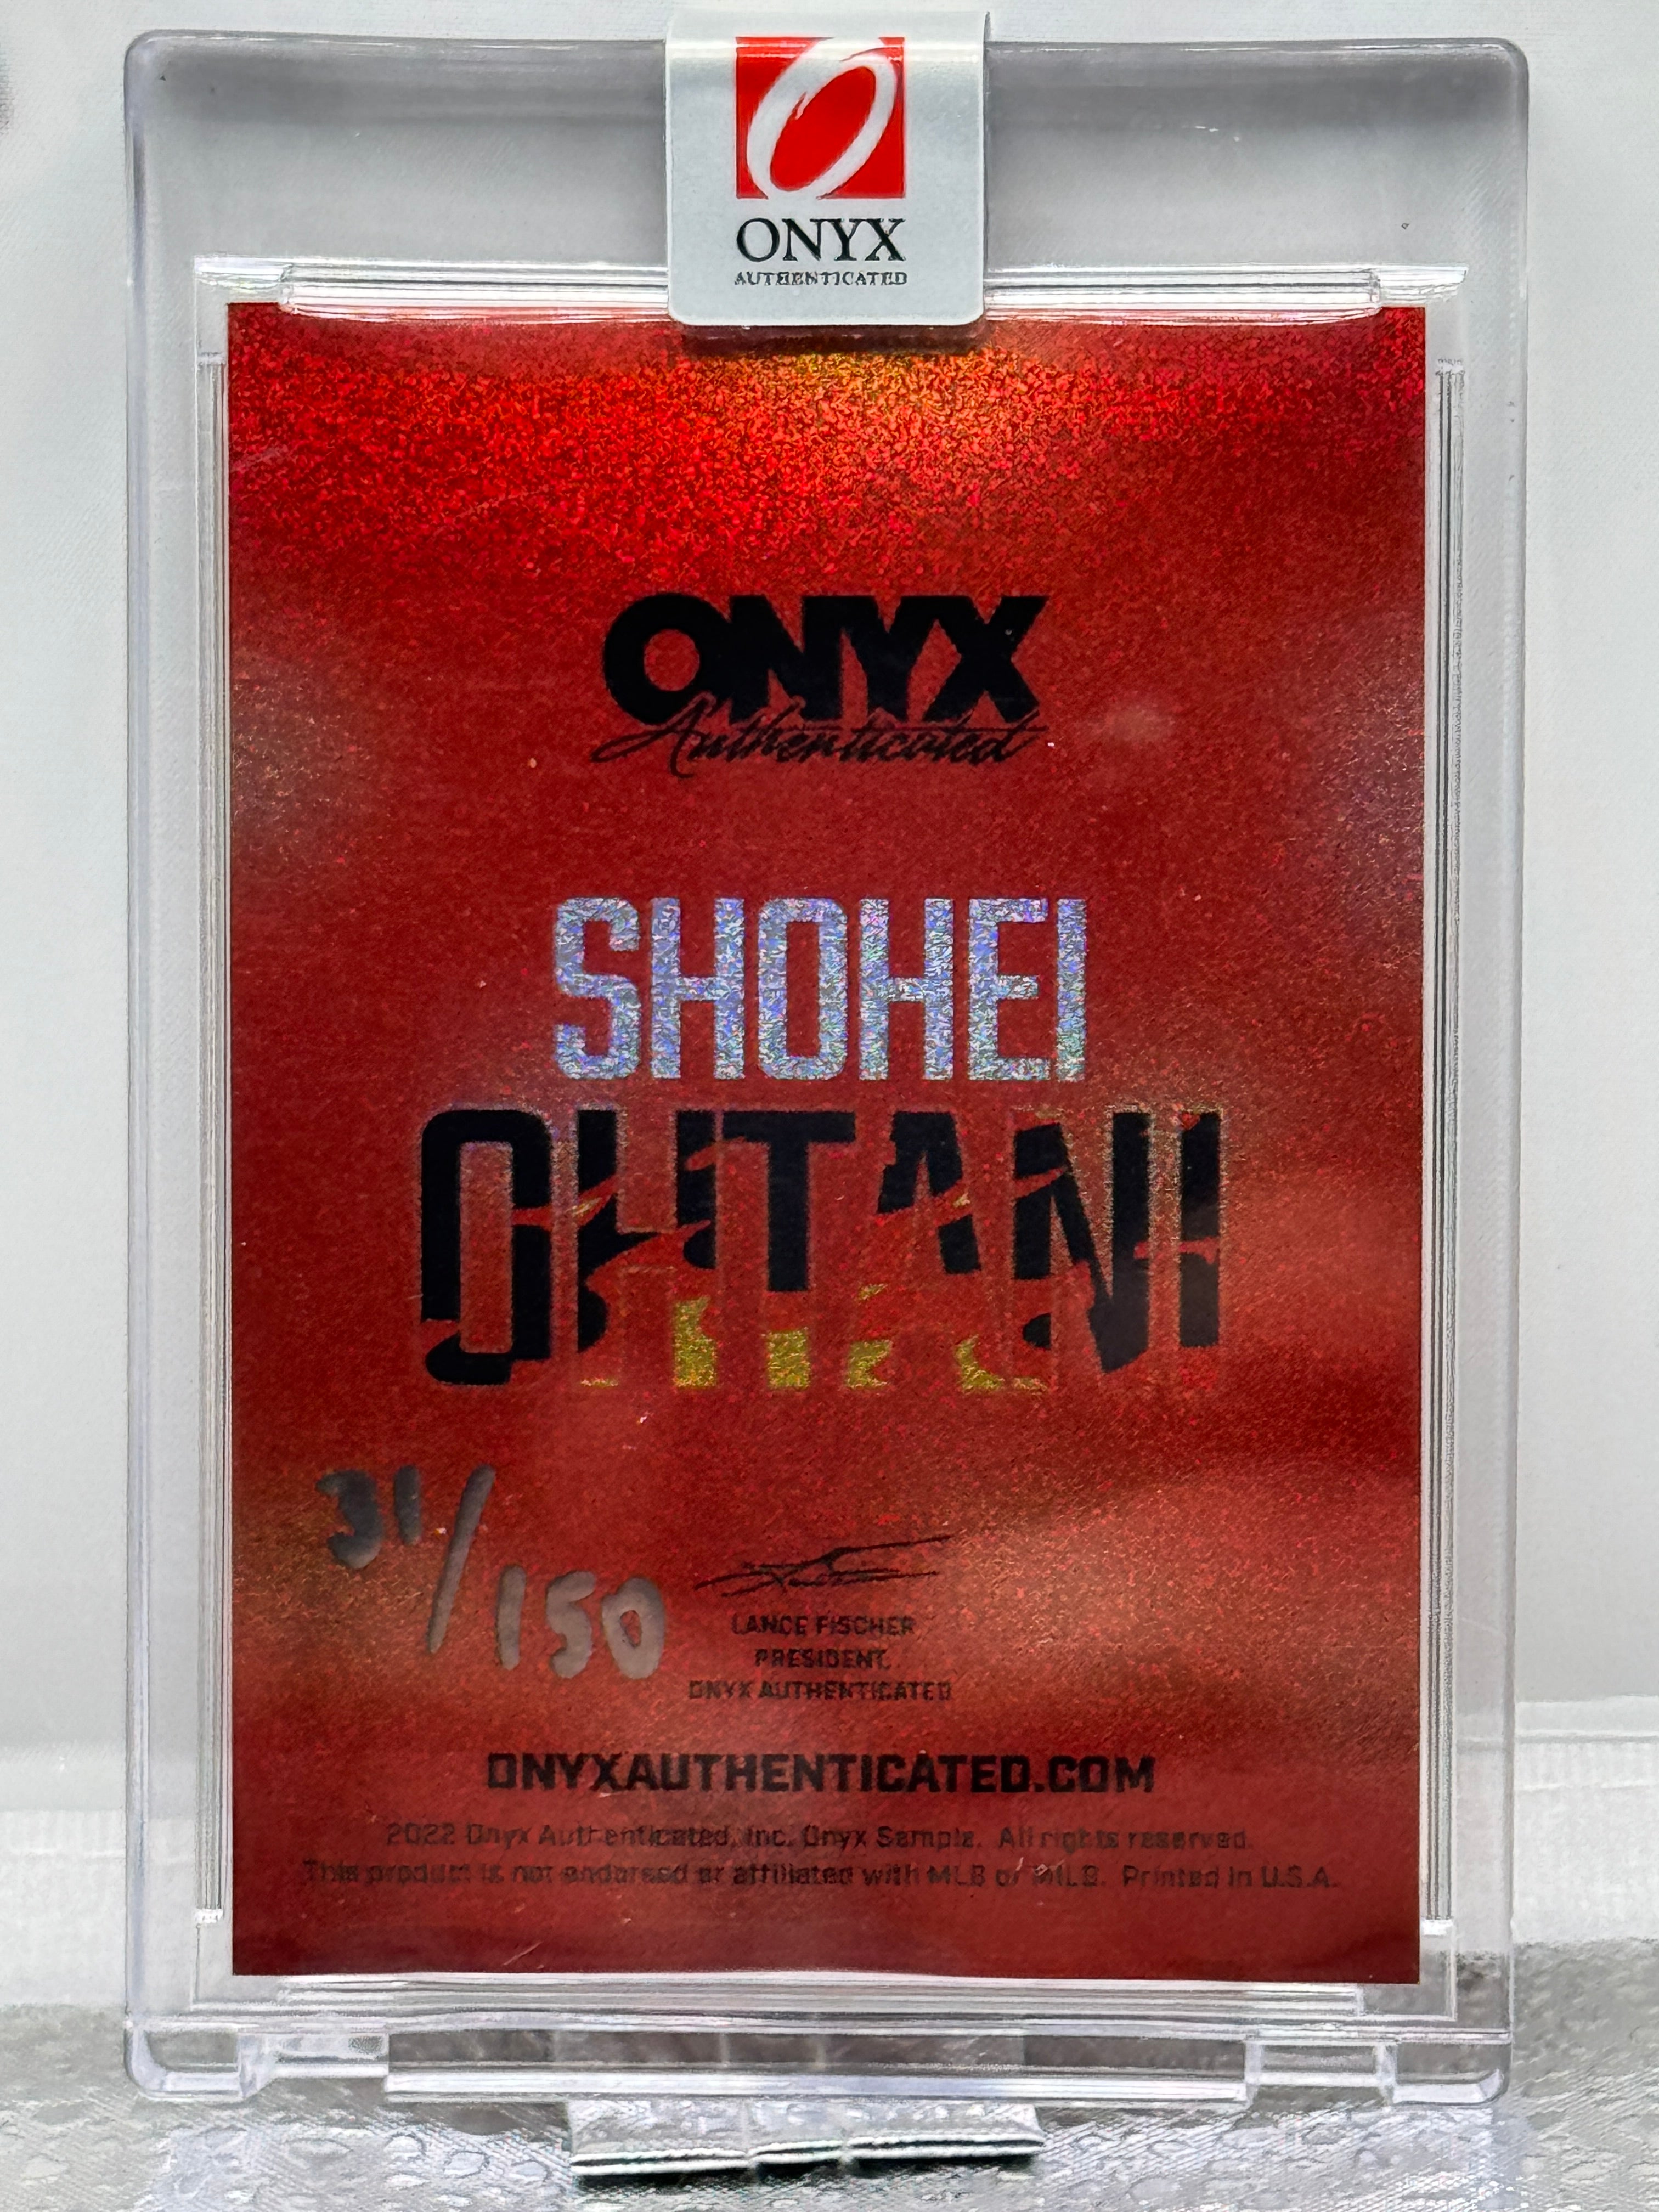 ONYX
AUTHENTICATED
ONYX
Authenticated
SHOHEI
OHTANI
31/150
LANCE FISCHER
PRESIDENT,
ONYX AUTHENTICATED
ONYXAUTHENTICATED.COM
2022 Onyx Authenticated, Inc. Onyx Sample. All rights reserved.
This product is not endorsed or affiliated with MLB or MiLB. Printed in U.S.A.